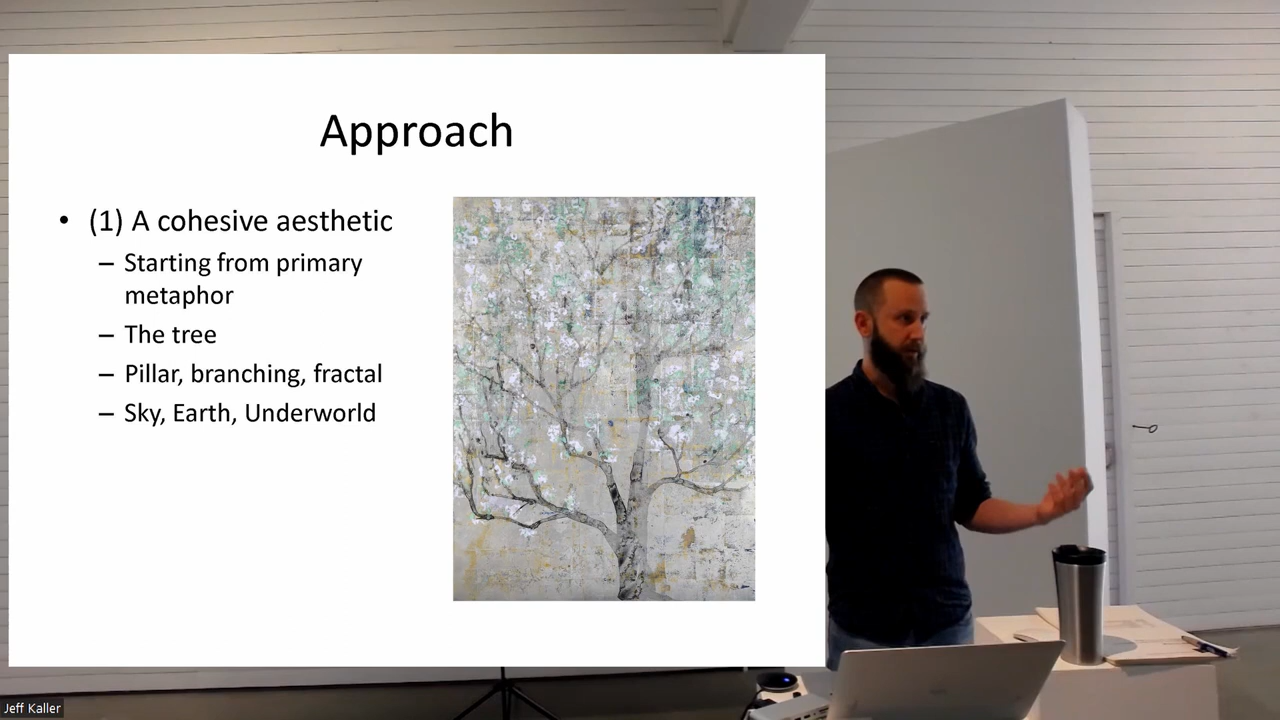 Approach
• (1) A cohesive aesthetic
– Starting from primary
metaphor
– The tree
– Pillar, branching, fractal
– Sky, Earth, Underworld
Jeff Kaller